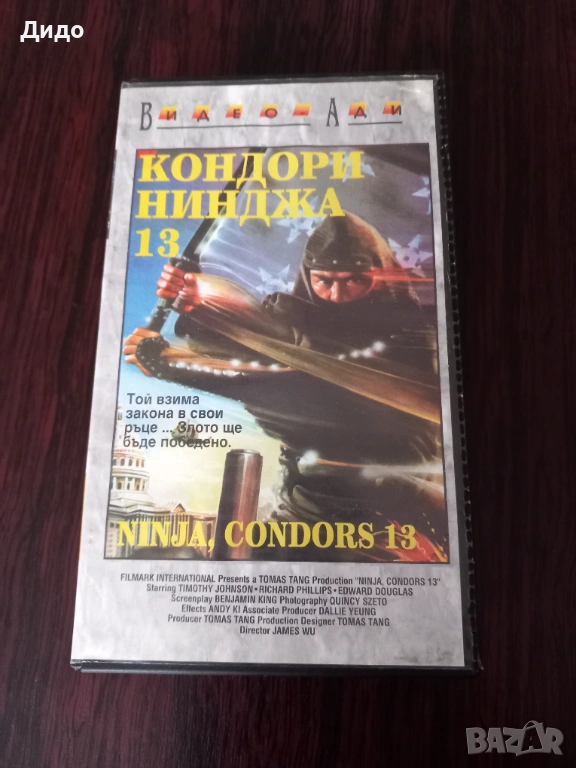 Дидо
ВИДЕО-АДИ
КОНДОРИ
НИНДЖА
13
Той взима
закона в свои
ръце ... Злото ще
бъде победено.
NINJA, CONDORS 13
FILMARK INTERNATIONAL Presents a TOMAS TANG Production "NINJA, CONDORS 13"
Starring TIMOTHY JOHNSON • RICHARD PHILLIPS • EDWARD DOUGLAS
Screenplay BENJAMIN KING Photography QUINCY SZETO
Effects ANDY KI Associate Producer DALLIE YEUNG
Producer TOMAS TANG Production Designer TOMAS TANG
Director JAMES WU
BAZAR